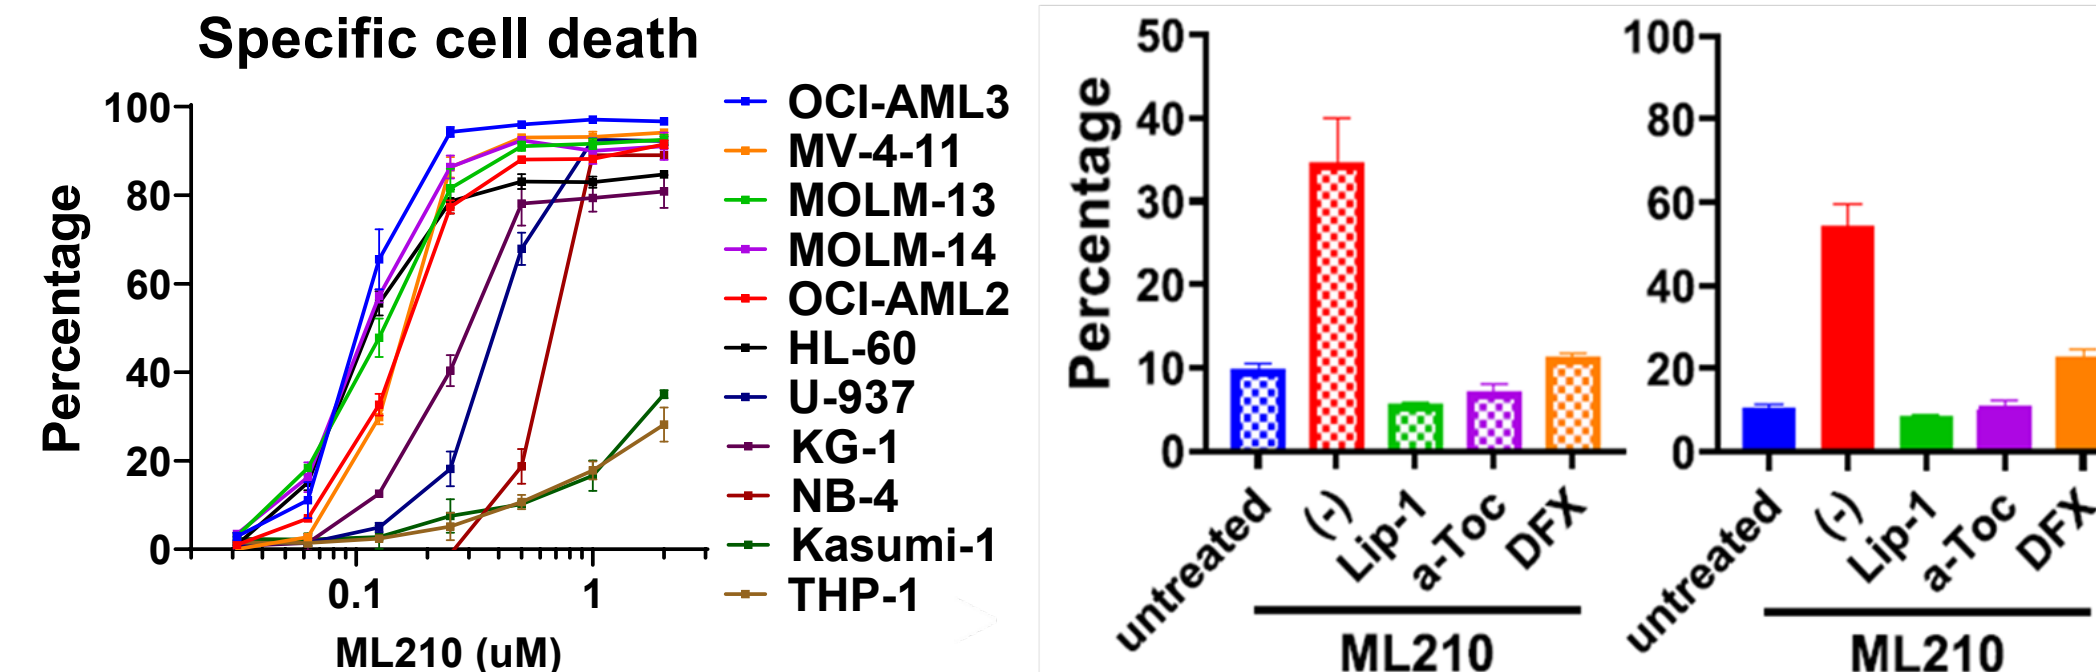 Specific cell death
Percentage
100
80
60
40
20
0
0.1
1
ML210 (uM)
OCI-AML3
MV-4-11
MOLM-13
MOLM-14
OCI-AML2
HL-60
U-937
KG-1
NB-4
Kasumi-1
THP-1
Percentage
50
40
30
20
10
0
untreated
(-)
Lip-1
a-Toc
DFX
ML210
100
80
60
40
20
0
untreated
(-)
Lip-1
a-Toc
DFX
ML210